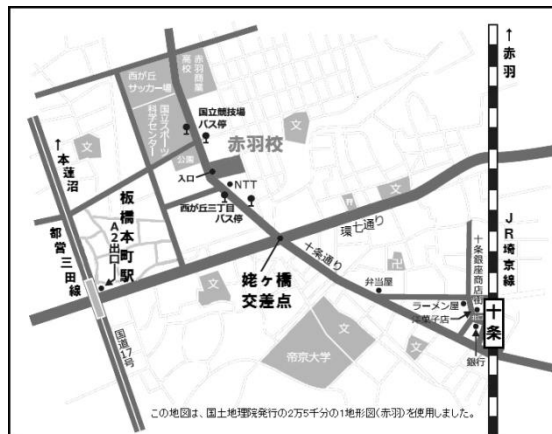 ↑赤羽
JR埼京線
十条
赤羽商業高校
西が丘サッカー場
国立スポーツ科学センター
国立競技場
バス停
赤羽校
公園
入口
NTT
西が丘三丁目
バス停
文
文
文
文
文
文
文
卍
↑本蓮沼
都営三田線
板橋本町駅
A2出口
環七通り
十条通り
姥ヶ橋
交差点
弁当屋
十条銀座商店街
ラーメン屋
洋菓子店
銀行
帝京大学
国道17号
この地図は、国土地理院発行の2万5千分の1地形図(赤羽)を使用しました。